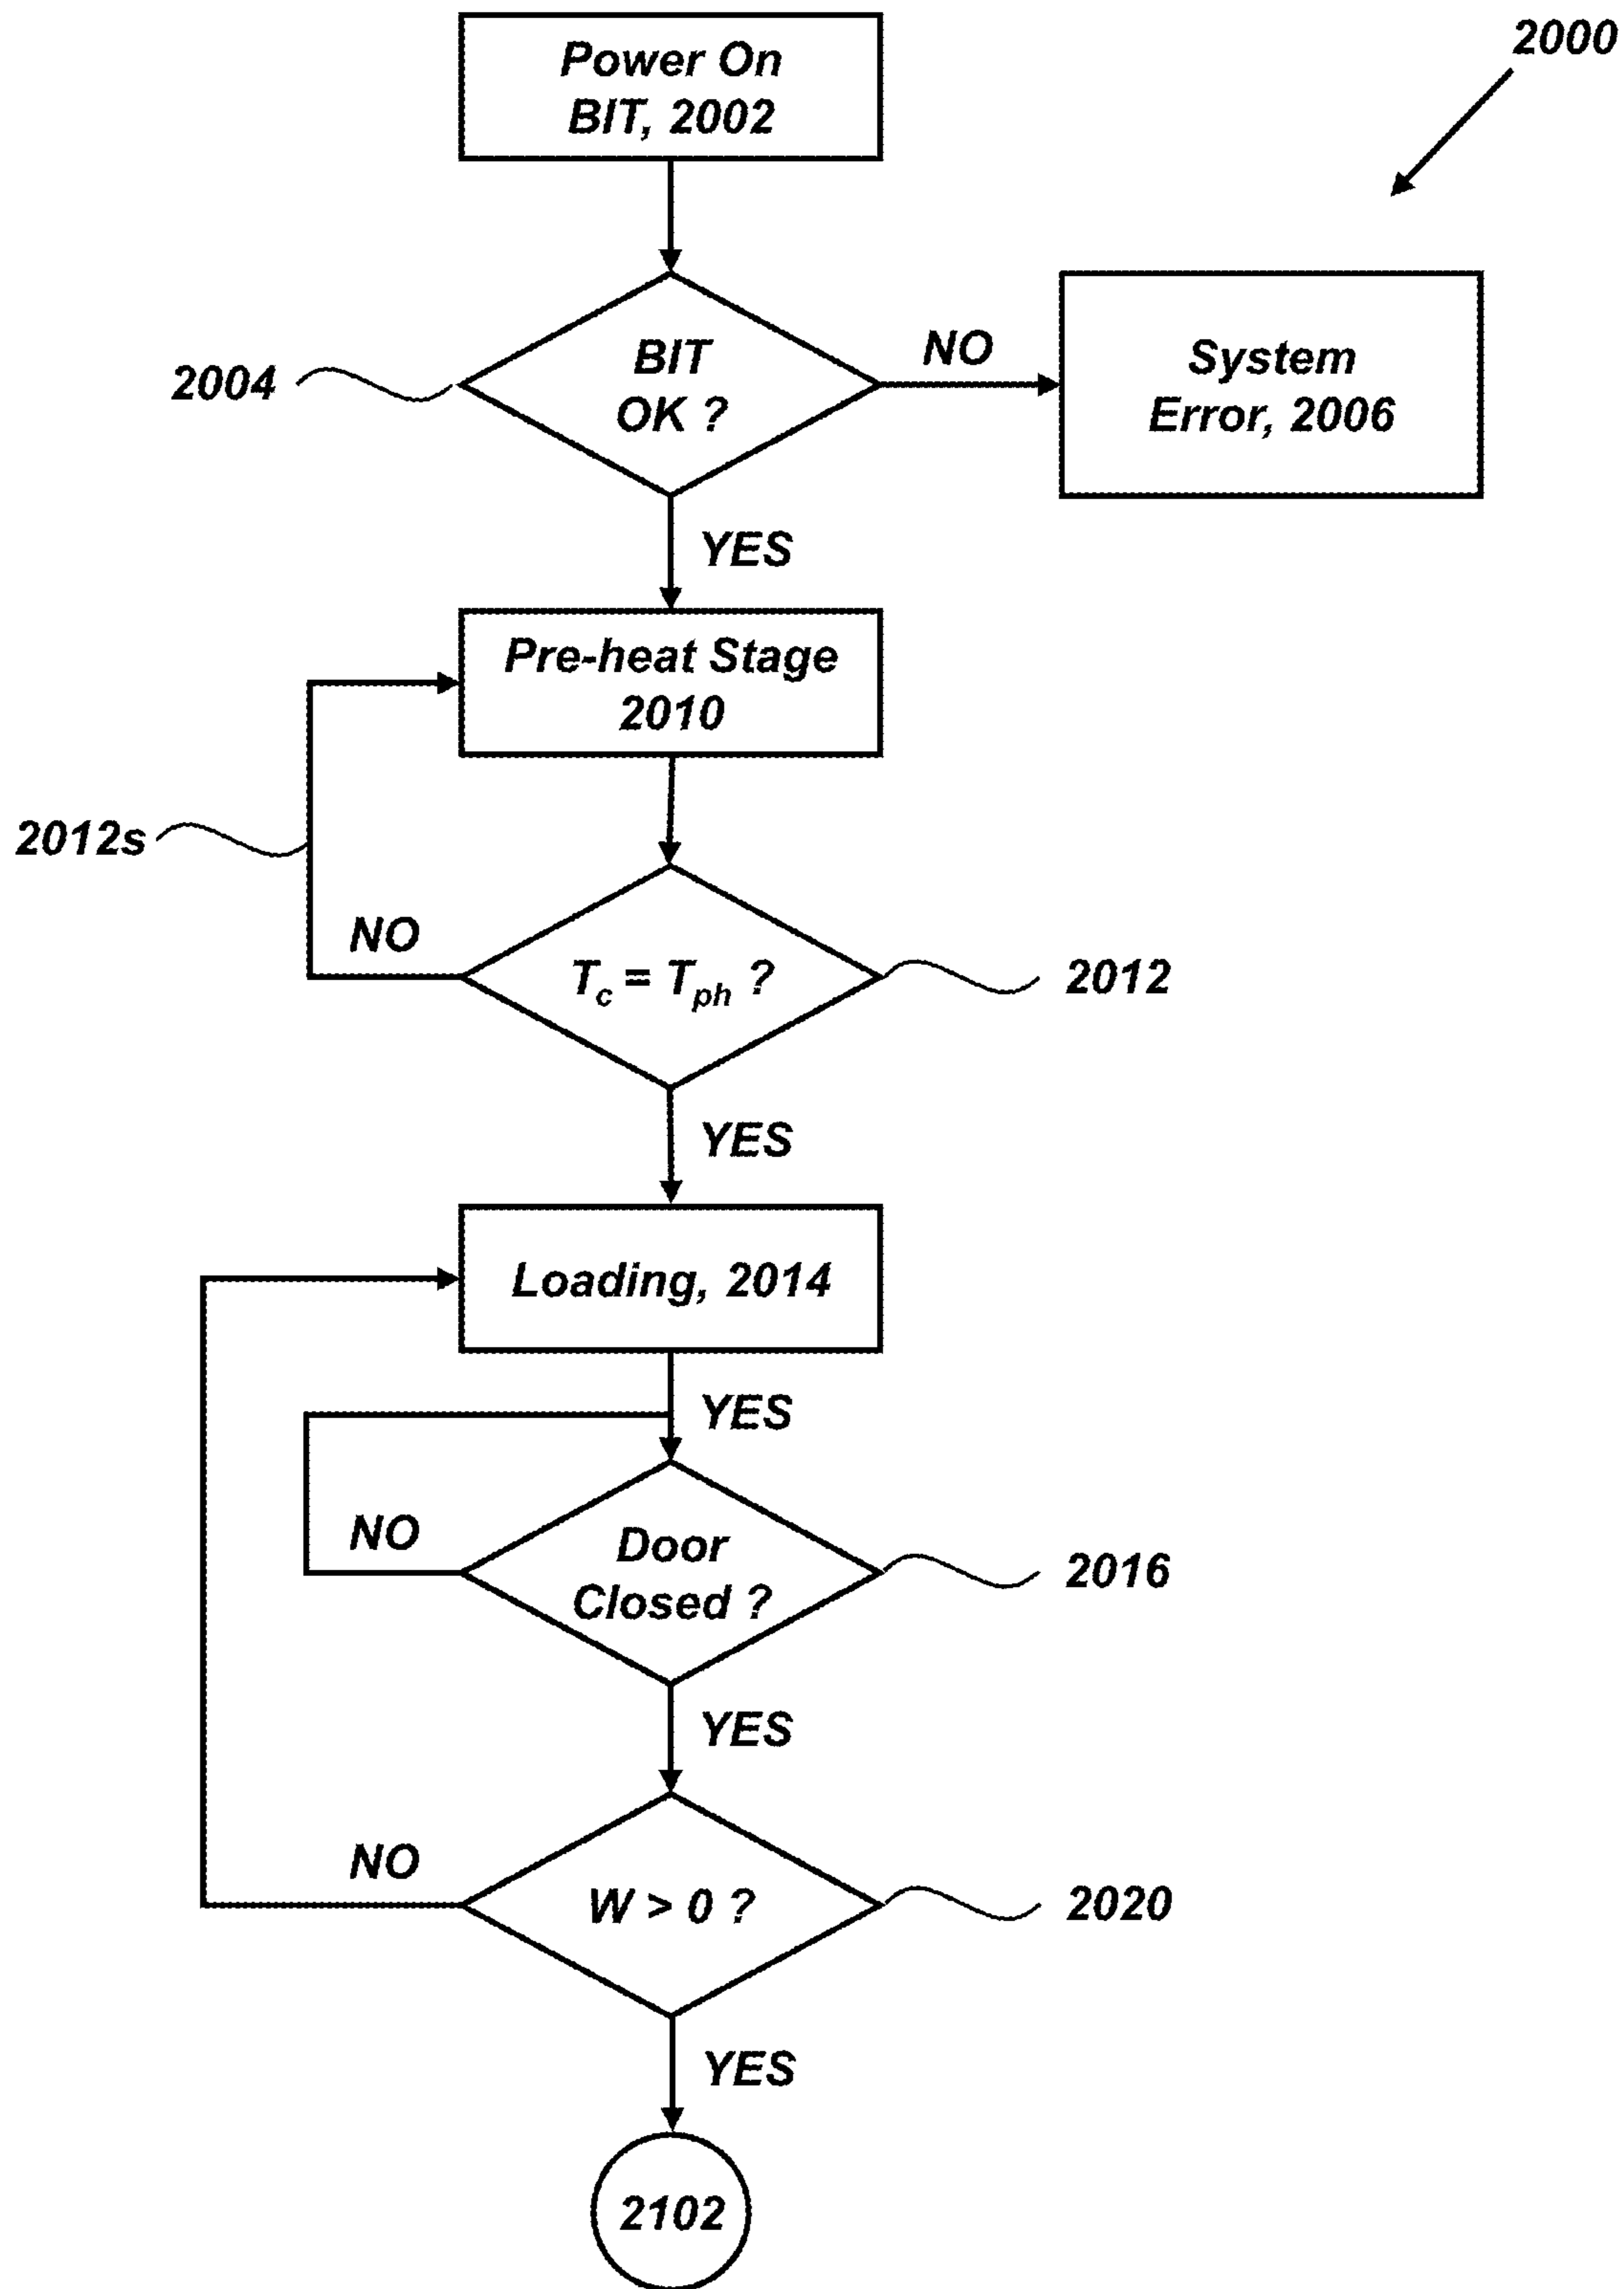 2000
Power On
BIT, 2002
2004
BIT
OK ?
NO
System
Error, 2006
YES
Pre-heat Stage
2010
2012s
NO
Tc = Tph ?
2012
YES
Loading, 2014
YES
NO
Door
Closed ?
2016
YES
NO
W > 0 ?
2020
YES
2102